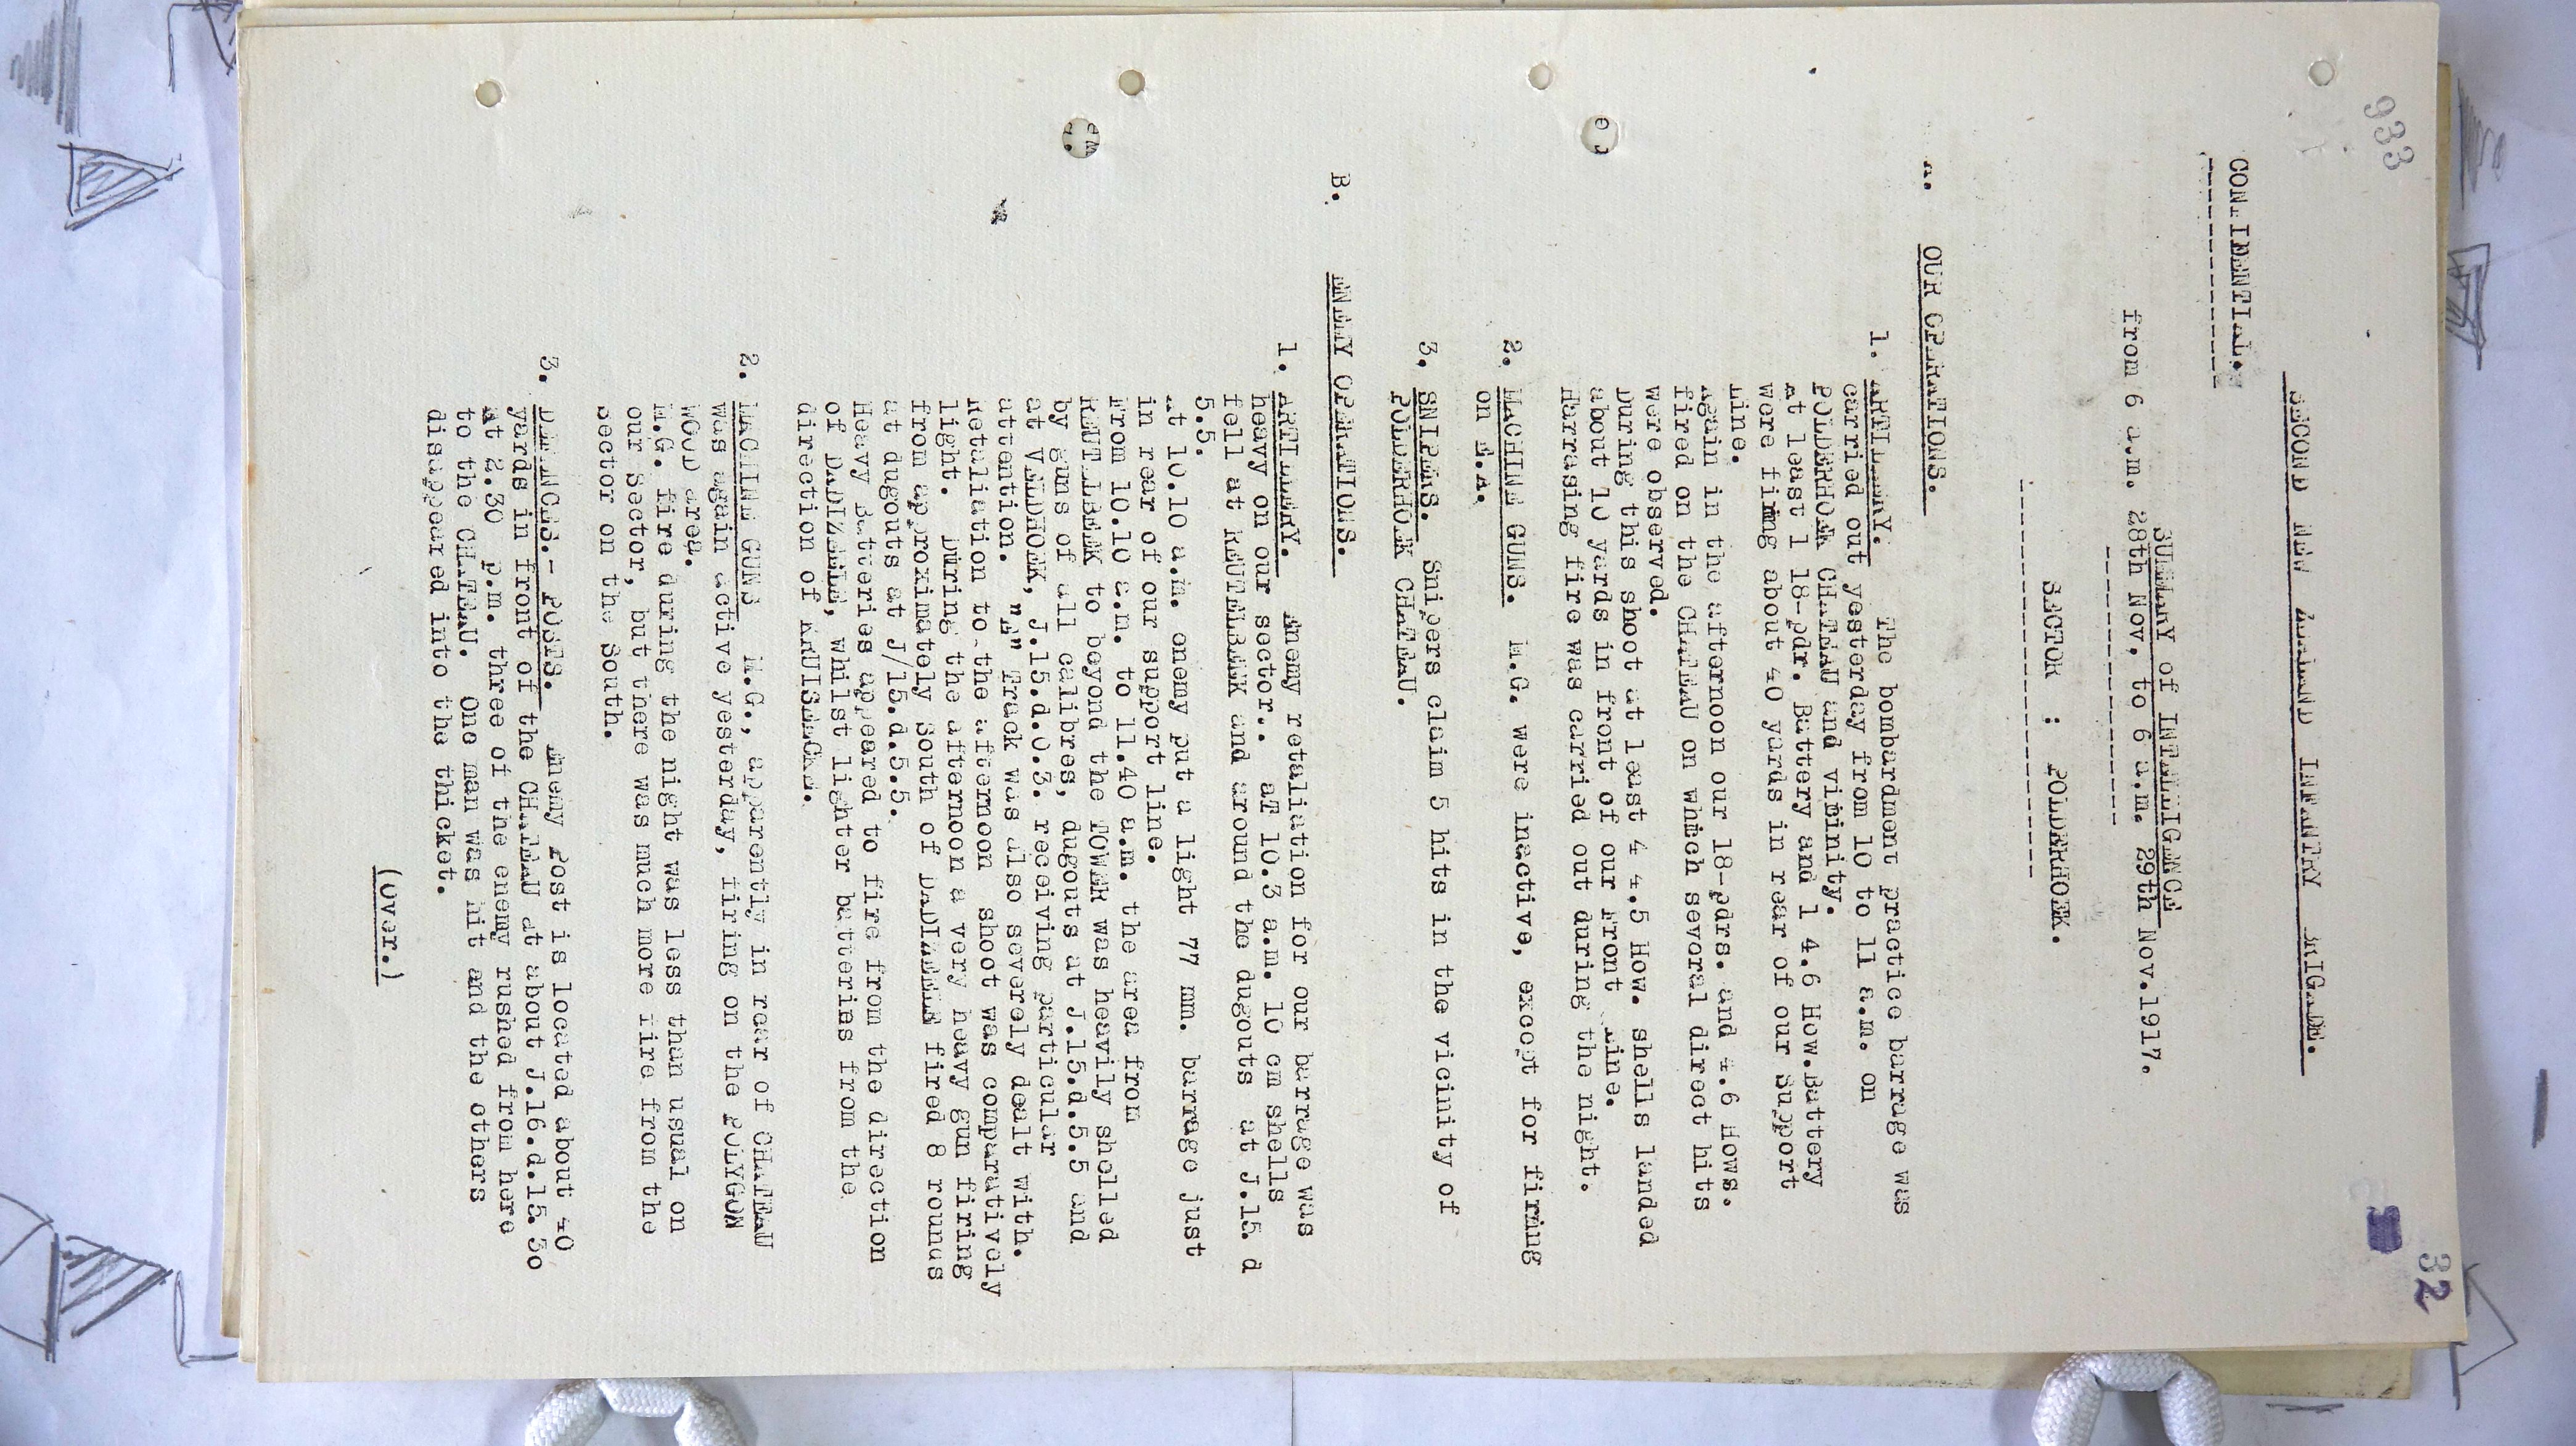 933
32
SECOND NEW ZEALAND INFANTRY BRIGADE.
CONFIDENTIAL.
SUMMARY of INTELLIGENCE
from 6 a.m. 28th Nov. to 6 a.m. 29th Nov.1917.
SECTOR : POLDERHOEK.
A. OUR OPERATIONS.
1. ARTILLERY. The bombardment practice barrage was
carried out yesterday from 10 to 11 a.m. on
POLDERHOEK CHATEAU and vicinity.
At least 1 18-pdr. Battery and 1 4.6 How.Battery
were firing about 40 yards in rear of our Support
Line.
Again in the afternoon our 18-pdrs. and 4.6 Hows.
fired on the CHATEAU on which sevoral direct hits
were observed.
During this shoot at least 4 4.5 How. shells landed
about 10 yards in front of our Front Line.
Harrasing fire was carried out during the night.
2. MACHINE GUNS. M.G. were inactive, except for firing
on E.A.
3. SNIPERS. Snipers claim 5 hits in the vicinity of
POLDERHOEK CHATEAU.
B. ENEMY OPERATIONS.
1. ARTILLERY. Enemy retaliation for our barrage was
heavy on our sector.. aT 10.3 a.m. 10 cm shells
fell at REUTELBEEK and around the dugouts at J.15. d
5.5.
At 10.10 a.m. enemy put a light 77 mm. barrage just
in rear of our support line.
From 10.10 a.m. to 11.40 a.m. the area from
REUTLBEEK to beyond the TOWER was heavily shelled
by guns of all calibres, dugouts at J.15.d.5.5 and
at VELDHOEK, J.15.d.0.3. receiving particular
attention. "A" Track was also severely dealt with.
Retaliation to the afternoon shoot was comparatively
light. During the afternoon a very heavy gun firing
from approximately South of DADIZEELE fired 8 rounds
at dugouts at J/15.d.5.5.
Heavy Batteries appeared to fire from the direction
of DADIZEELE, whilst lighter batteries from the
direction of KRUISEECKE.
2. MACHINE GUNS M.G., apparently in rear of CHATEAU
was again active yesterday, firing on the POLYGON
WOOD area.
M.G. fire during the night was less than usual on
our Sector, but there was much more fire from the
Sector on the South.
3. DEFENCES.- POSTS. Enemy Post is located about 40
yards in front of the CHATEAU at about J.16.d.15.30
At 2.30 p.m. three of the enemy rushed from here
to the CHATEAU. One man was hit and the others
disappeared into the thicket.
(Over.)